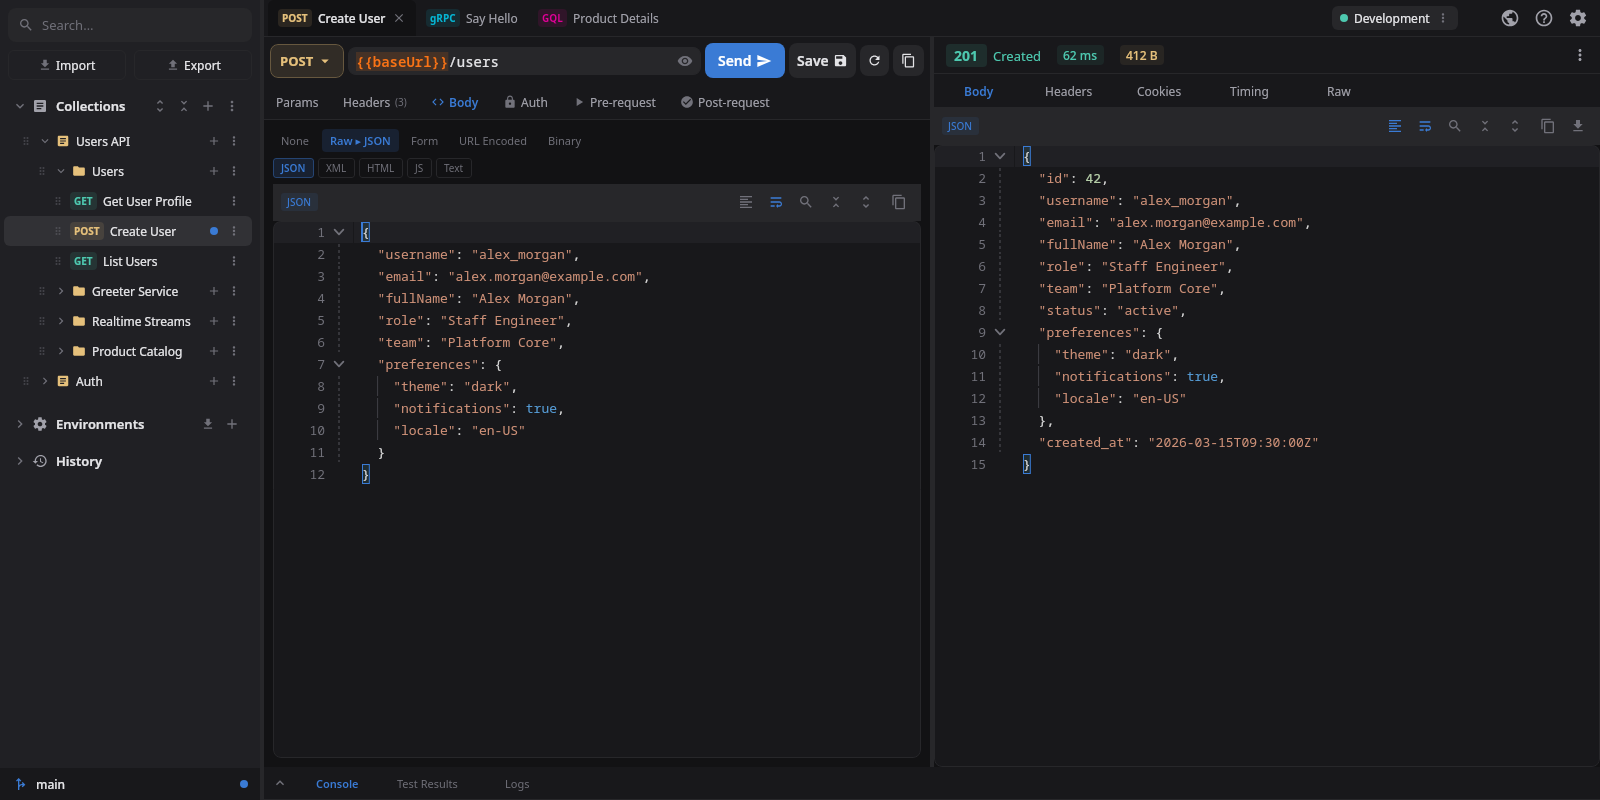 Search...
Import
Export
Collections
Users API
Users
GET Get User Profile
POST Create User
GET List Users
Greeter Service
Realtime Streams
Product Catalog
Auth
Environments
History
main
POST Create User
gRPC Say Hello
GQL Product Details
Development
POST
{{baseUrl}}/users
Send
Save
Params
Headers (3)
Body
Auth
Pre-request
Post-request
None
Raw ▸ JSON
Form
URL Encoded
Binary
JSON
XML
HTML
JS
Text
JSON
1 {
2 "username": "alex_morgan",
3 "email": "alex.morgan@example.com",
4 "fullName": "Alex Morgan",
5 "role": "Staff Engineer",
6 "team": "Platform Core",
7 "preferences": {
8 "theme": "dark",
9 "notifications": true,
10 "locale": "en-US"
11 }
12 }
201 Created
62 ms
412 B
Body
Headers
Cookies
Timing
Raw
JSON
1 {
2 "id": 42,
3 "username": "alex_morgan",
4 "email": "alex.morgan@example.com",
5 "fullName": "Alex Morgan",
6 "role": "Staff Engineer",
7 "team": "Platform Core",
8 "status": "active",
9 "preferences": {
10 "theme": "dark",
11 "notifications": true,
12 "locale": "en-US"
13 },
14 "created_at": "2026-03-15T09:30:00Z"
15 }
Console
Test Results
Logs